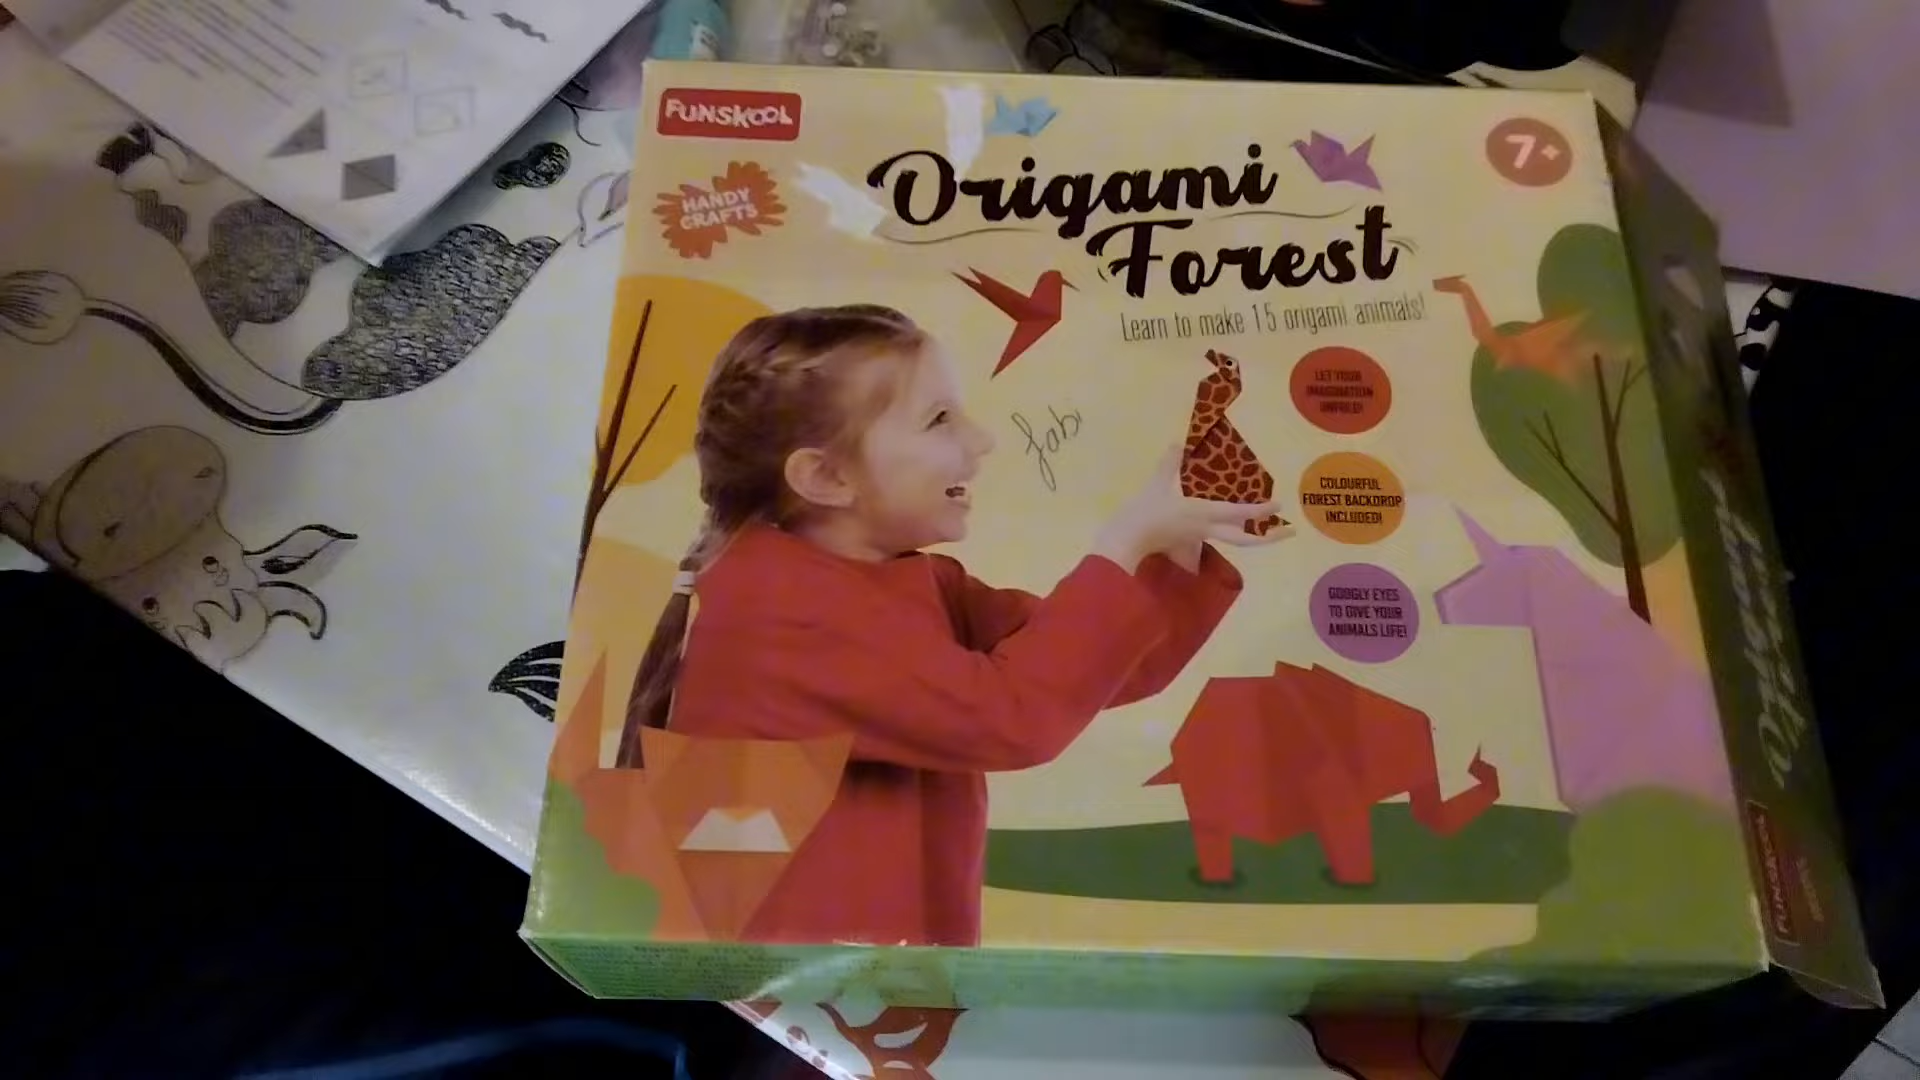 FUNSKOOL
HANDY
CRAFTS
Origami
Forest
Learn to make 15 origami animals!
7+
LET YOUR
IMAGINATION
UNFOLD!
COLOURFUL
FOREST BACKDROP
INCLUDED!
GOOGLY EYES
TO GIVE YOUR
ANIMALS LIFE!
FUNSKOOL